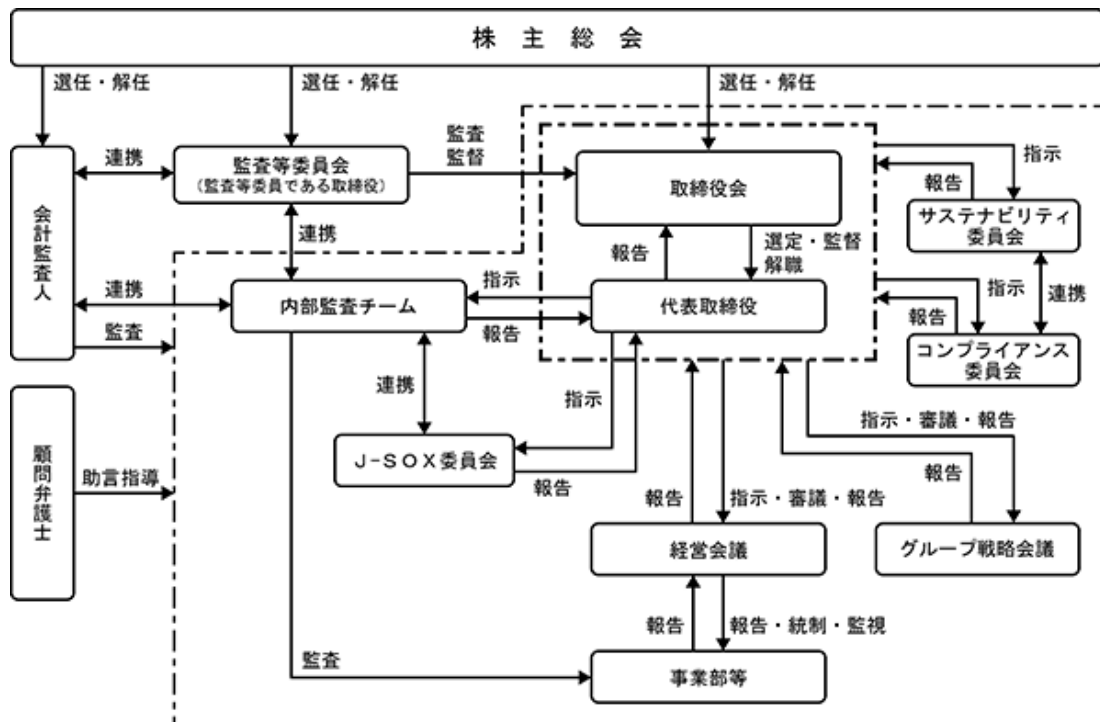 株主総会
選任・解任
選任・解任
選任・解任
監査
監督
連携
監査等委員会
(監査等委員である取締役)
取締役会
指示
報告
サステナビリティ
委員会
会計監査人
連携
報告
選定・監督
解職
連携
指示
内部監査チーム
代表取締役
指示
報告
連携
監査
報告
コンプライアンス
委員会
連携
指示
指示・審議・報告
顧問弁護士
助言指導
J-SOX委員会
報告
報告
指示・審議・報告
報告
経営会議
グループ戦略会議
報告
報告・統制・監視
監査
事業部等